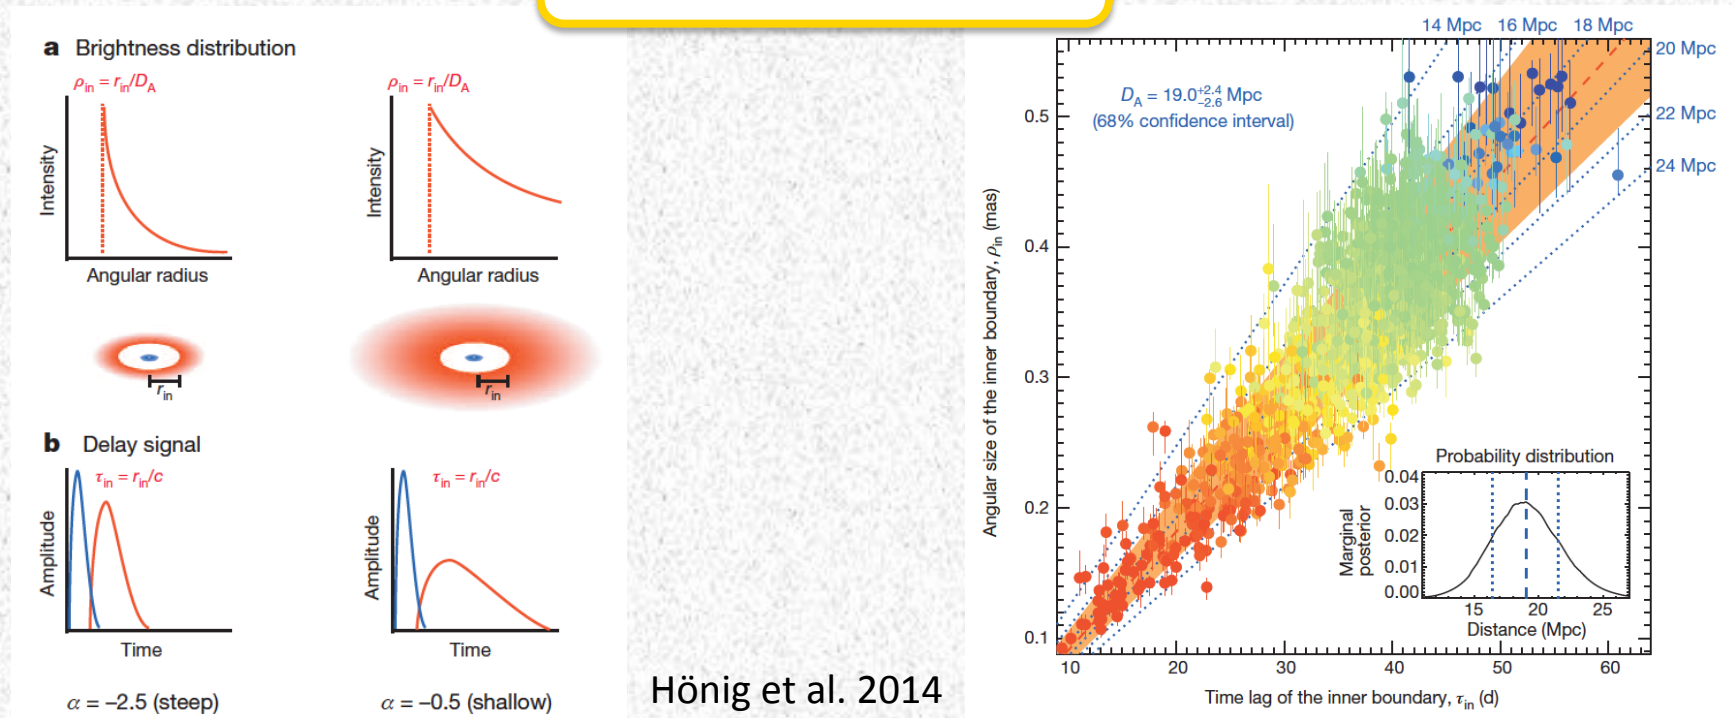 a Brightness distribution
ρin = rin/DA
ρin = rin/DA
Intensity
Angular radius
Intensity
Angular radius
rin
rin
b Delay signal
τin = rin/c
τin = rin/c
Amplitude
Time
Amplitude
Time
α = –2.5 (steep)
α = –0.5 (shallow)
Hönig et al. 2014
14 Mpc 16 Mpc 18 Mpc
20 Mpc
22 Mpc
24 Mpc
DA = 19.0+2.4−2.6 Mpc
(68% confidence interval)
Angular size of the inner boundary, ρin (mas)
0.5
0.4
0.3
0.2
0.1
10 20 30 40 50 60
Time lag of the inner boundary, τin (d)
Probability distribution
Marginal
posterior
0.04
0.03
0.02
0.01
0.00
15 20 25
Distance (Mpc)